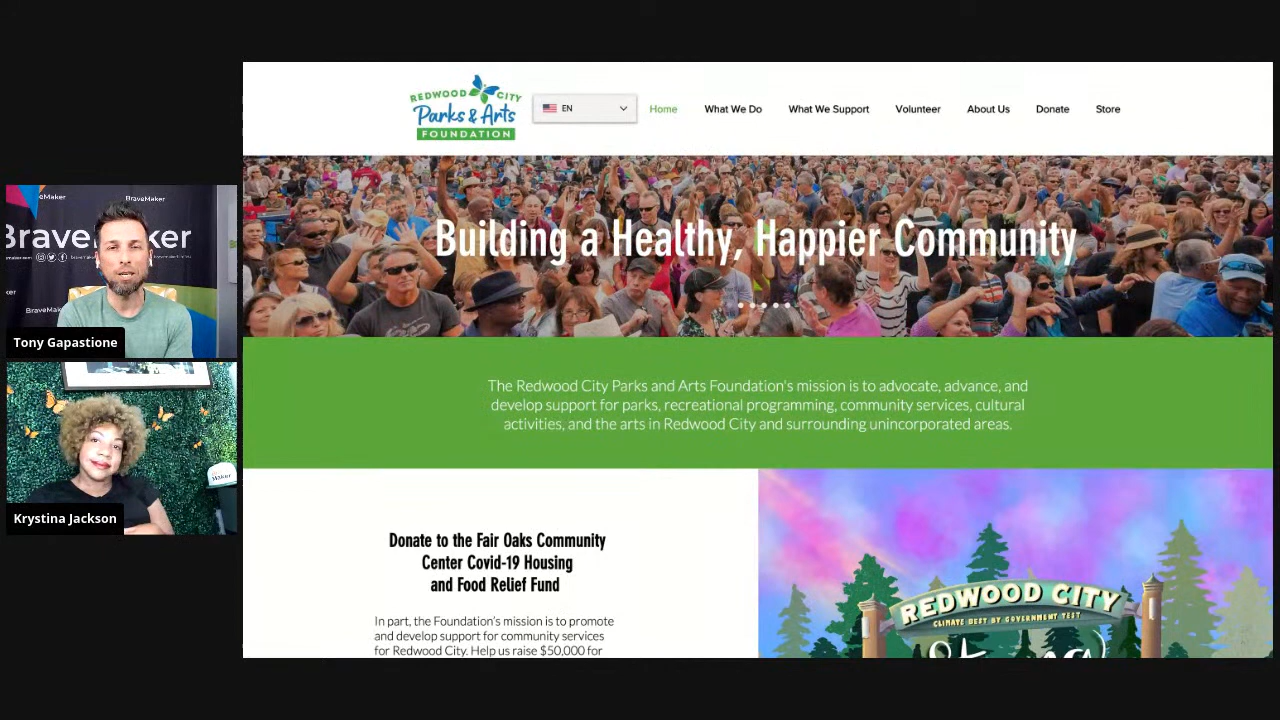 REDWOOD CITY
Parks & Arts
FOUNDATION
EN
Home
What We Do
What We Support
Volunteer
About Us
Donate
Store
Building a Healthy, Happier Community
The Redwood City Parks and Arts Foundation's mission is to advocate, advance, and
develop support for parks, recreational programming, community services, cultural
activities, and the arts in Redwood City and surrounding unincorporated areas.
Donate to the Fair Oaks Community
Center Covid-19 Housing
and Food Relief Fund
In part, the Foundation's mission is to promote
and develop support for community services
for Redwood City. Help us raise $50,000 for
REDWOOD CITY
CLIMATE BEST BY GOVERNMENT TEST
eMaker
BraveMaker
BraveMaker
BraveMa
Tony Gapastione
Maker
Krystina Jackson